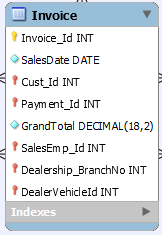 Invoice
Invoice_Id INT
SalesDate DATE
Cust_Id INT
Payment_Id INT
GrandTotal DECIMAL(18,2)
SalesEmp_Id INT
Dealership_BranchNo INT
DealerVehicleId INT
Indexes